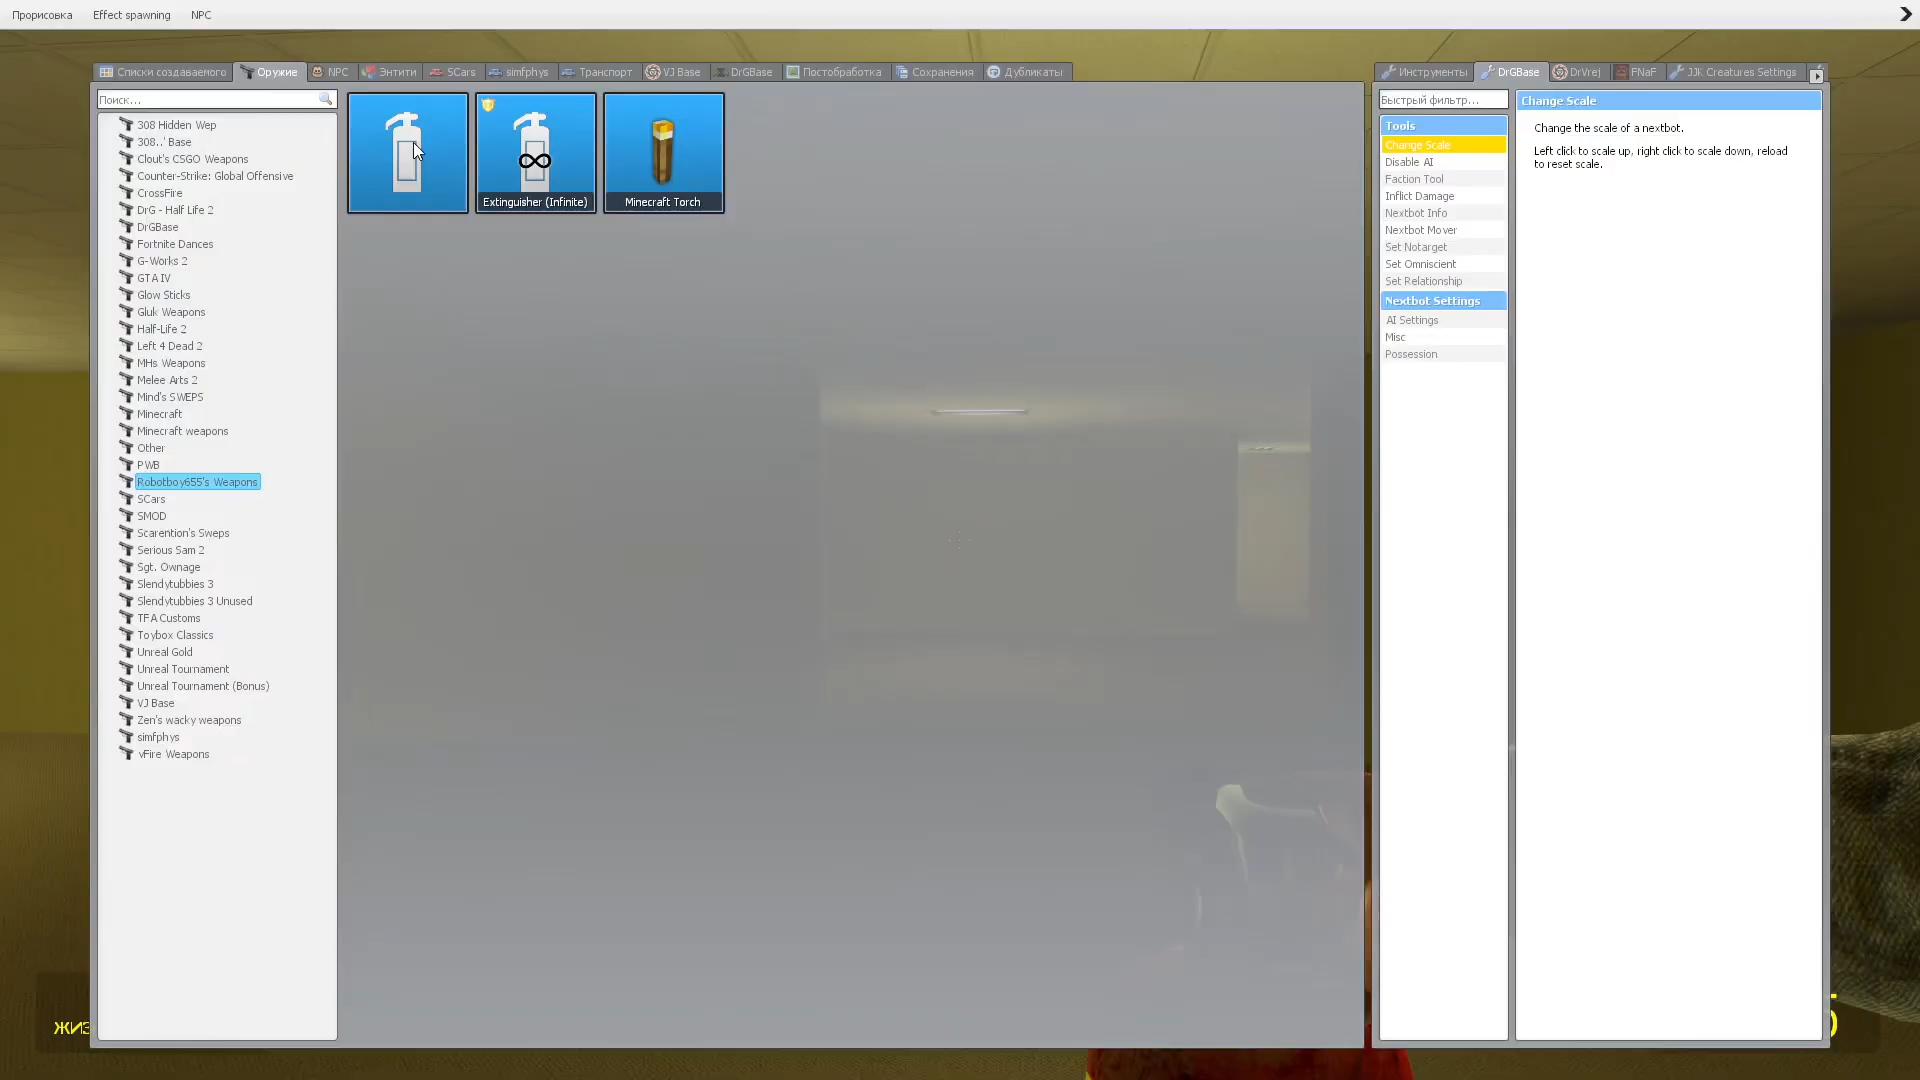 Прорисовка Effect spawning NPC
Списки создаваемого Оружие NPC Энтити SCars simfphys Транспорт VJ Base DrGBase Постобработка Сохранения Дубликаты
Инструменты DrGBase DrVrej FNaF JJK Creatures Settings
Поиск...
308 Hidden Wep
308..' Base
Clout's CSGO Weapons
Counter-Strike: Global Offensive
CrossFire
DrG - Half Life 2
DrGBase
Fortnite Dances
G-Works 2
GTA IV
Glow Sticks
Gluk Weapons
Half-Life 2
Left 4 Dead 2
MHs Weapons
Melee Arts 2
Mind's SWEPS
Minecraft
Minecraft weapons
Other
PWB
Robotboy655's Weapons
SCars
SMOD
Scarention's Sweps
Serious Sam 2
Sgt. Ownage
Slendytubbies 3
Slendytubbies 3 Unused
TFA Customs
Toybox Classics
Unreal Gold
Unreal Tournament
Unreal Tournament (Bonus)
VJ Base
Zen's wacky weapons
simfphys
vFire Weapons
Extinguisher (Infinite)
Minecraft Torch
Быстрый фильтр...
Tools
Change Scale
Disable AI
Faction Tool
Inflict Damage
Nextbot Info
Nextbot Mover
Set Notarget
Set Omniscient
Set Relationship
Nextbot Settings
AI Settings
Misc
Possession
Change Scale
Change the scale of a nextbot.
Left click to scale up, right click to scale down, reload
to reset scale.